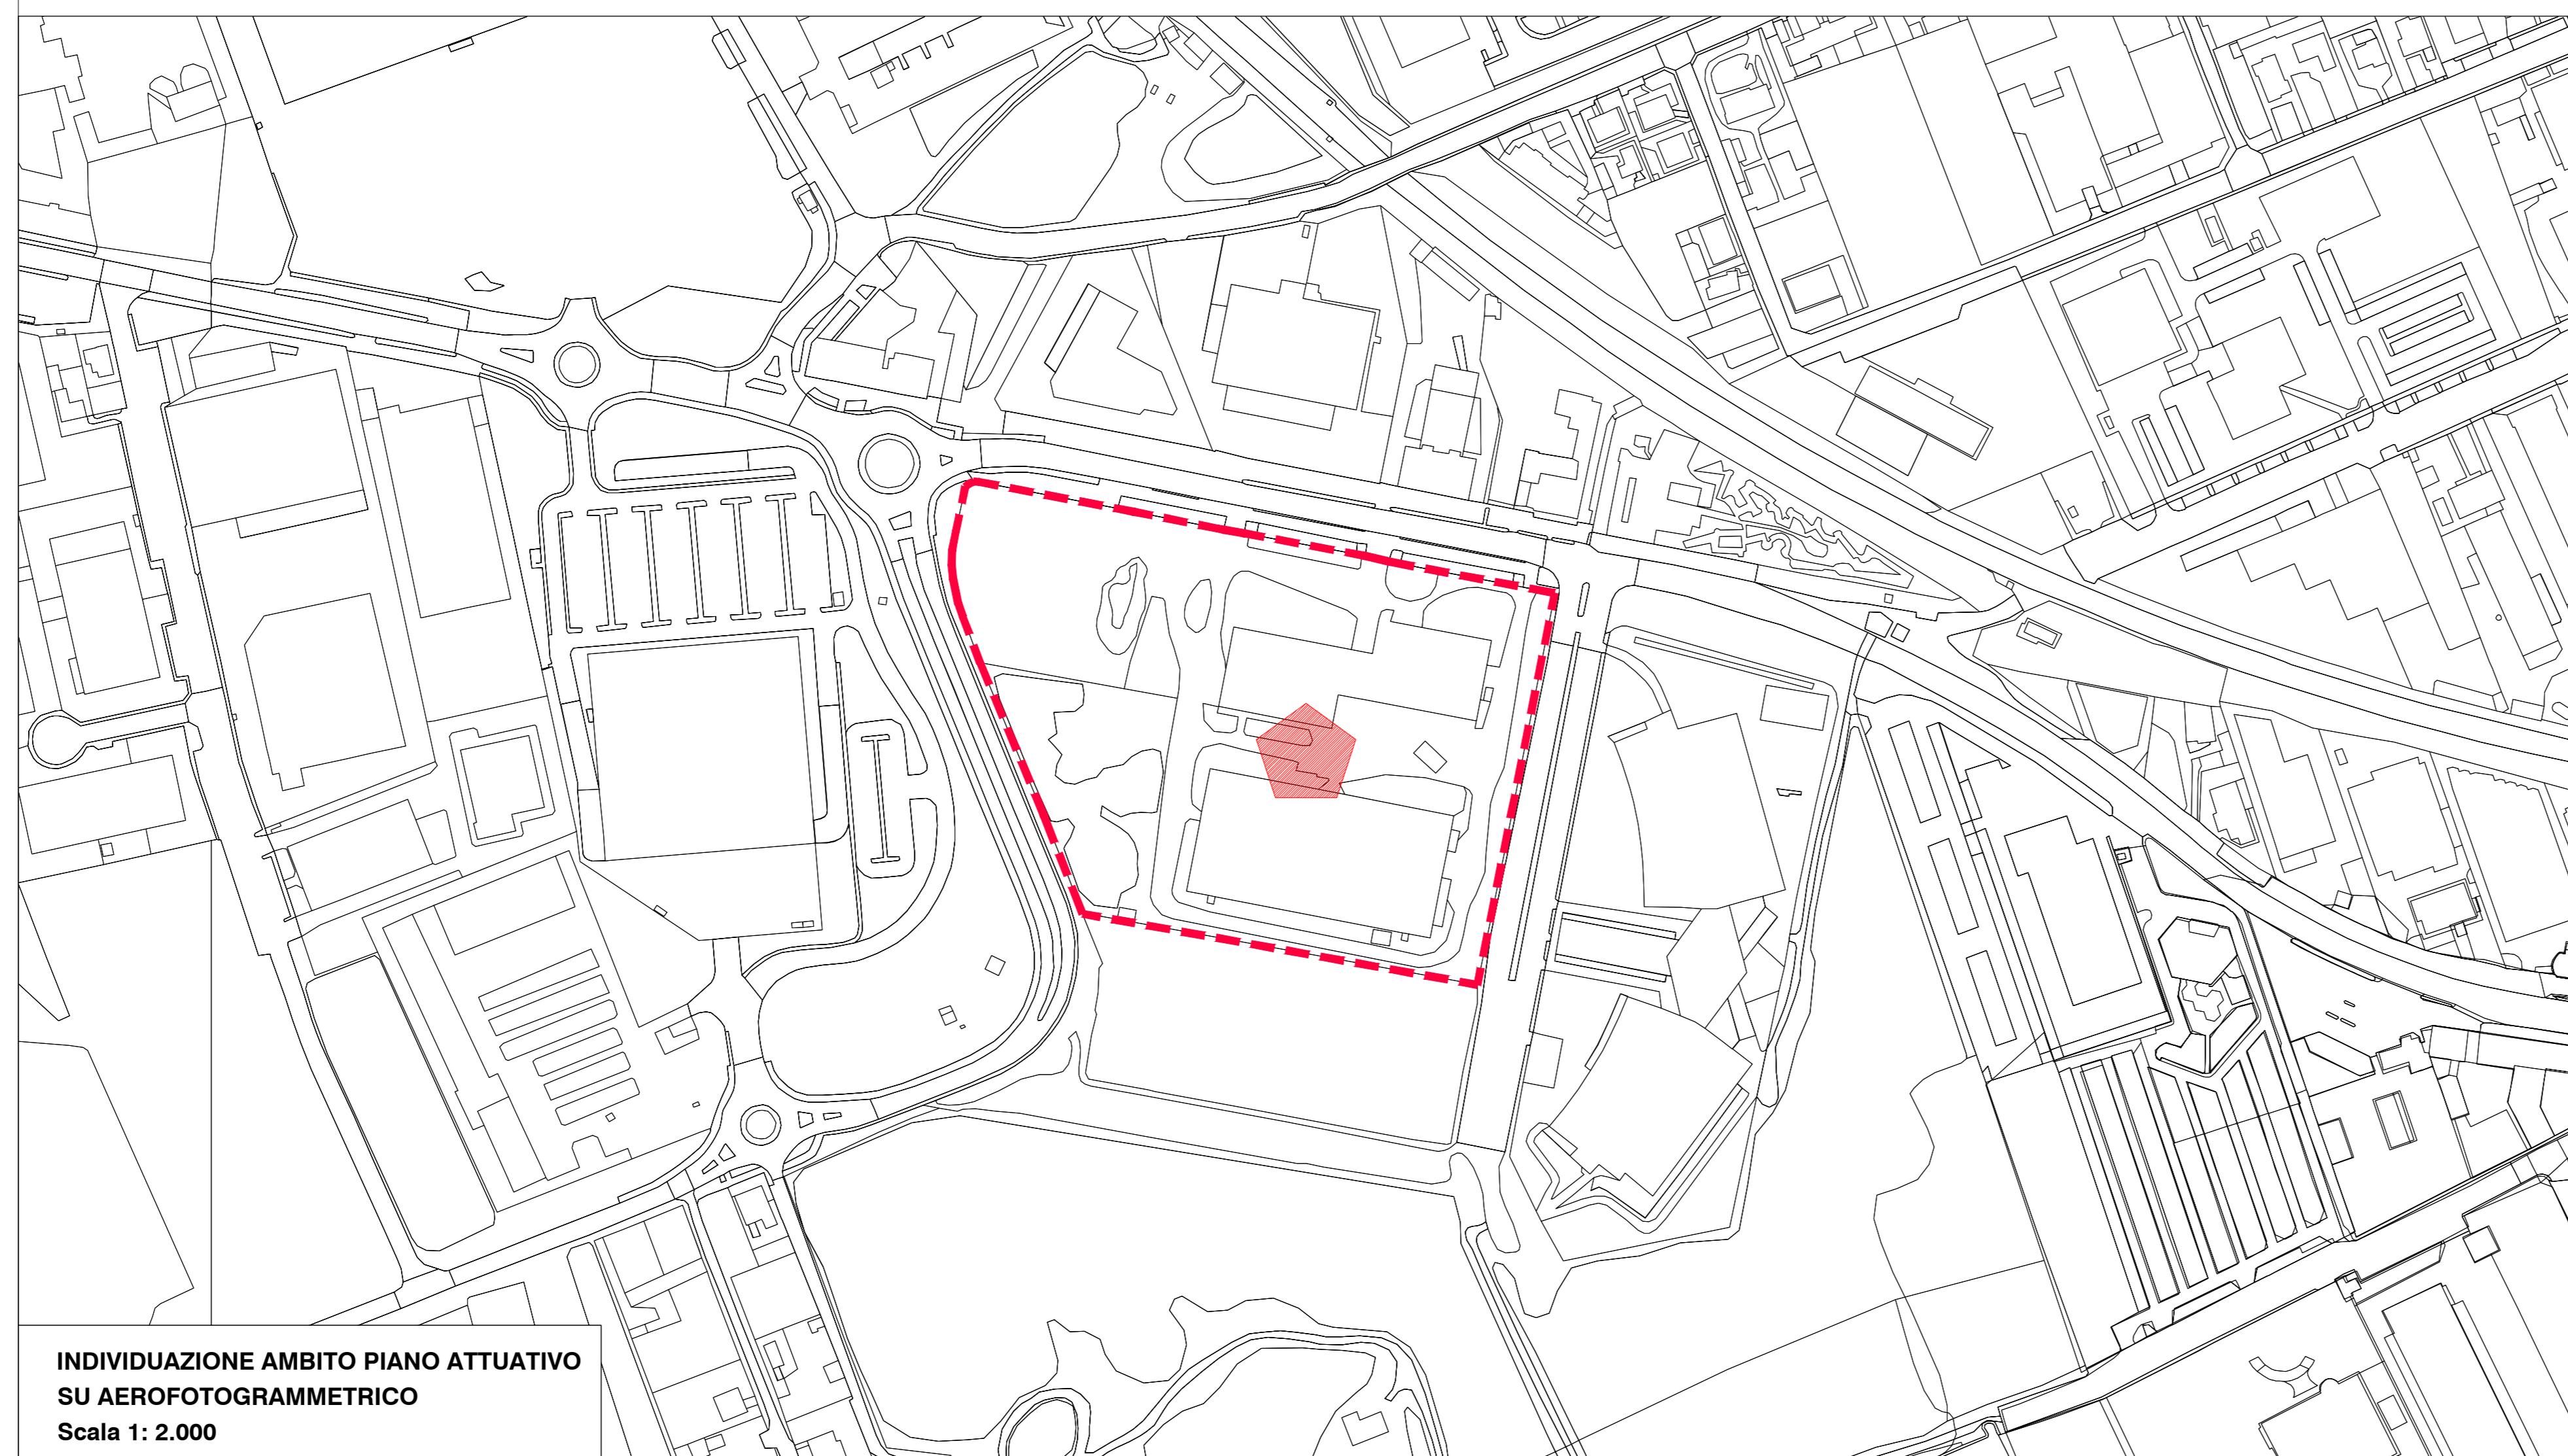 INDIVIDUAZIONE AMBITO PIANO ATTUATIVO
SU AEROFOTOGRAMMETRICO
Scala 1: 2.000